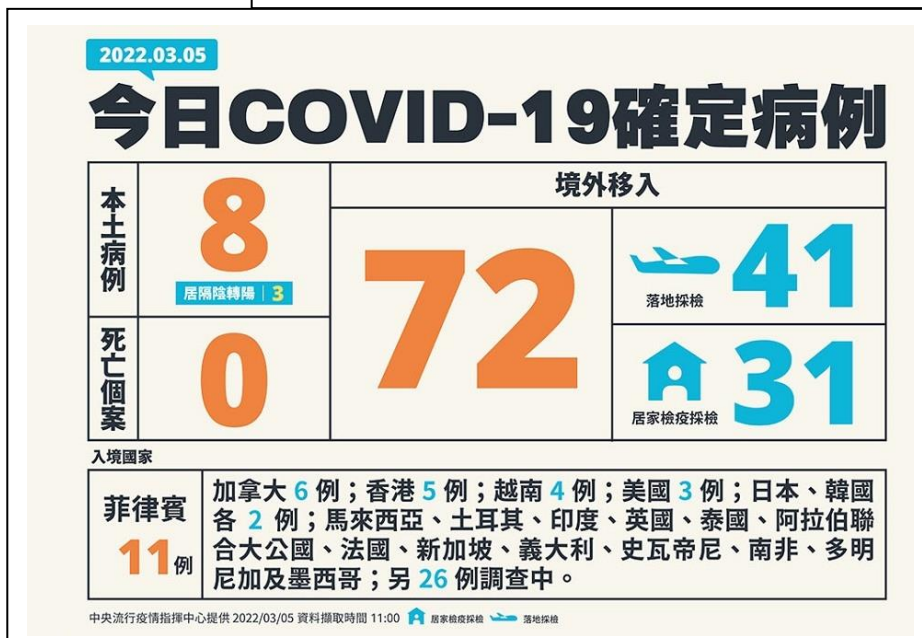 2022.03.05
今日COVID-19確定病例
本土病例
8
居隔陰轉陽｜3
死亡個案
0
境外移入
72
落地採檢
41
居家檢疫採檢
31
入境國家
菲律賓
11例
加拿大 6 例；香港 5 例；越南 4 例；美國 3 例；日本、韓國
各 2 例；馬來西亞、土耳其、印度、英國、泰國、阿拉伯聯
合大公國、法國、新加坡、義大利、史瓦帝尼、南非、多明
尼加及墨西哥；另 26 例調查中。
中央流行疫情指揮中心提供 2022/03/05 資料擷取時間 11:00 居家檢疫採檢 落地採檢